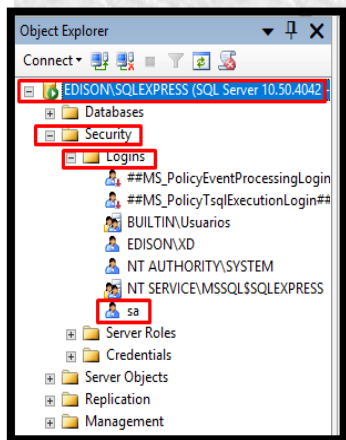 Object Explorer
Connect
EDISON\SQLEXPRESS (SQL Server 10.50.4042 -
Databases
Security
Logins
##MS_PolicyEventProcessingLogin
##MS_PolicyTsqlExecutionLogin##
BUILTIN\Usuarios
EDISON\XD
NT AUTHORITY\SYSTEM
NT SERVICE\MSSQL$SQLEXPRESS
sa
Server Roles
Credentials
Server Objects
Replication
Management